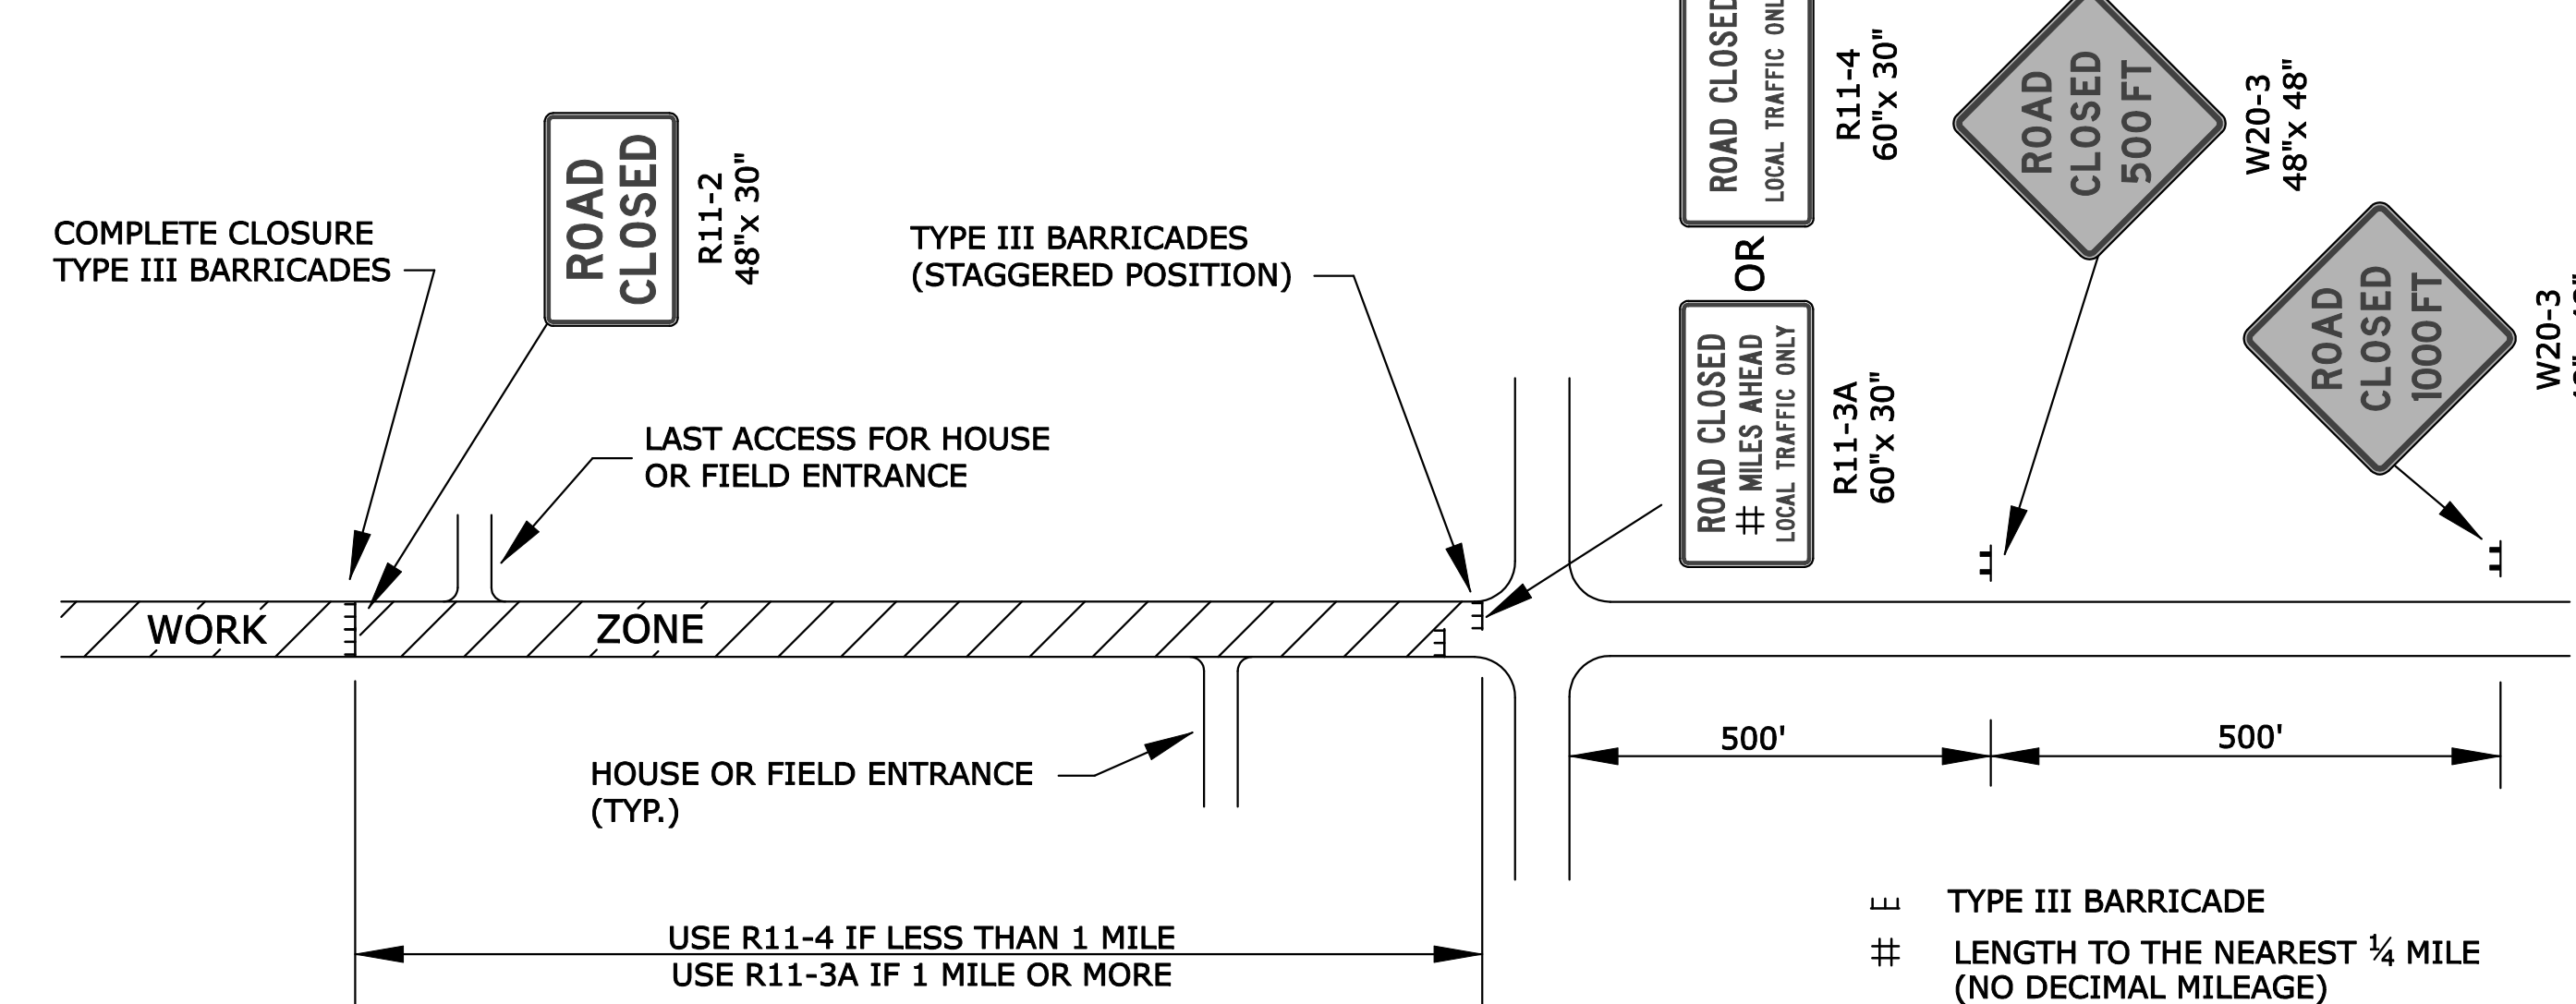 COMPLETE CLOSURE
TYPE III BARRICADES
ROAD
CLOSED
R11-2
48"x 30"
TYPE III BARRICADES
(STAGGERED POSITION)
LAST ACCESS FOR HOUSE
OR FIELD ENTRANCE
ROAD CLOSED
LOCAL TRAFFIC ONLY
R11-4
60"x 30"
OR
ROAD CLOSED
# MILES AHEAD
LOCAL TRAFFIC ONLY
R11-3A
60"x 30"
ROAD
CLOSED
500 FT
W20-3
48"x 48"
ROAD
CLOSED
1000 FT
W20-3
WORK
ZONE
HOUSE OR FIELD ENTRANCE
(TYP.)
500'
500'
USE R11-4 IF LESS THAN 1 MILE
USE R11-3A IF 1 MILE OR MORE
TYPE III BARRICADE
# LENGTH TO THE NEAREST ¼ MILE
(NO DECIMAL MILEAGE)